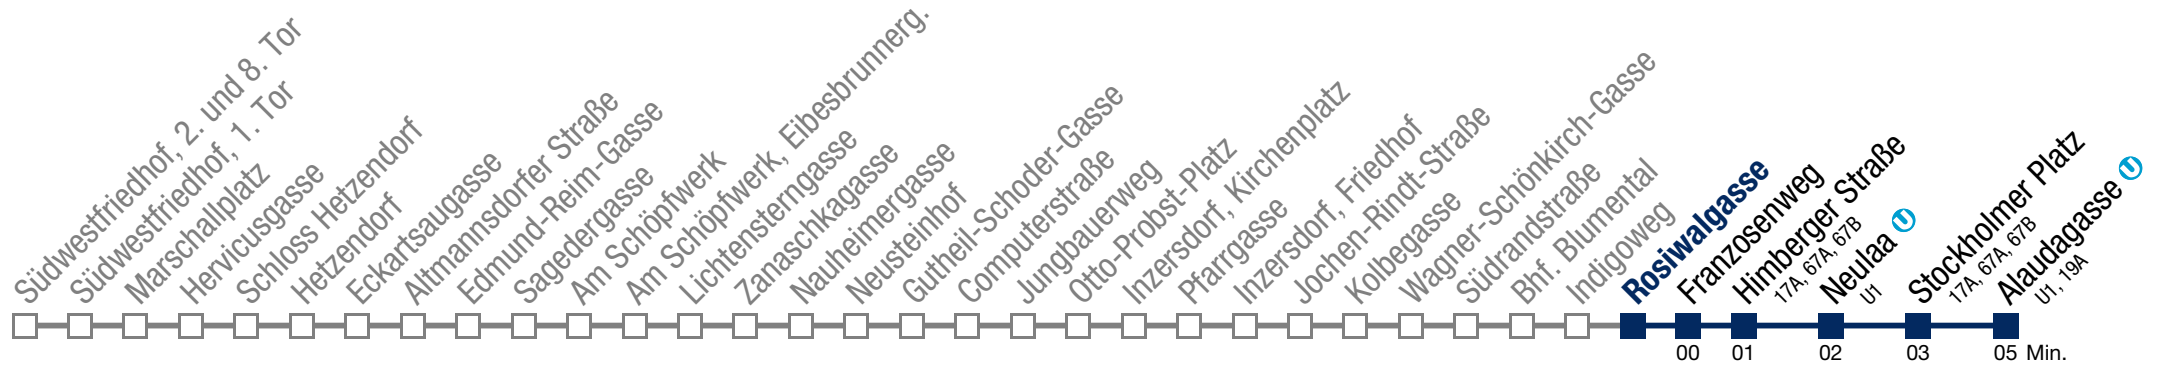 Südwestfriedhof, 2. und 8. Tor
Südwestfriedhof, 1. Tor
Marschallplatz
Hervicusgasse
Schloss Hetzendorf
Hetzendorf
Eckartsaugasse
Altmannsdorfer Straße
Edmund-Reim-Gasse
Sagedergasse
Am Schöpfwerk
Am Schöpfwerk, Eibesbrunnerg.
Lichtensterngasse
Zanaschkagasse
Nauheimergasse
Neusteinhof
Gutheil-Schoder-Gasse
Computerstraße
Jungbauerweg
Otto-Probst-Platz
Inzersdorf, Kirchenplatz
Pfarrgasse
Inzersdorf, Friedhof
Jochen-Rindt-Straße
Kolbegasse
Wagner-Schönkirch-Gasse
Südrandstraße
Bhf. Blumental
Indigoweg
Rosiwalgasse
Franzosenweg
Himberger Straße
17A, 67A, 67B
Neulaa U
U1
Stockholmer Platz
17A, 67A, 67B
Alaudagasse U
U1, 19A
00 01 02 03 05 Min.